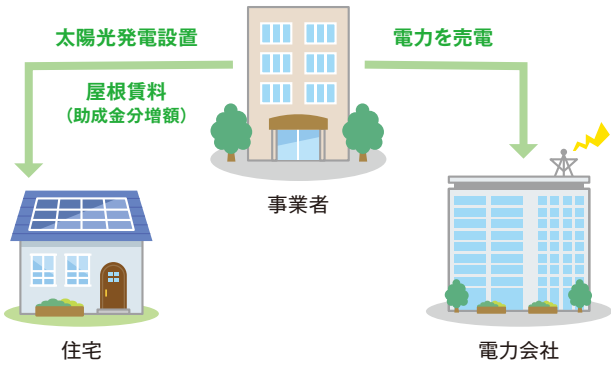 太陽光発電設置
電力を売電
屋根賃料
（助成金分増額）
事業者
住宅
電力会社